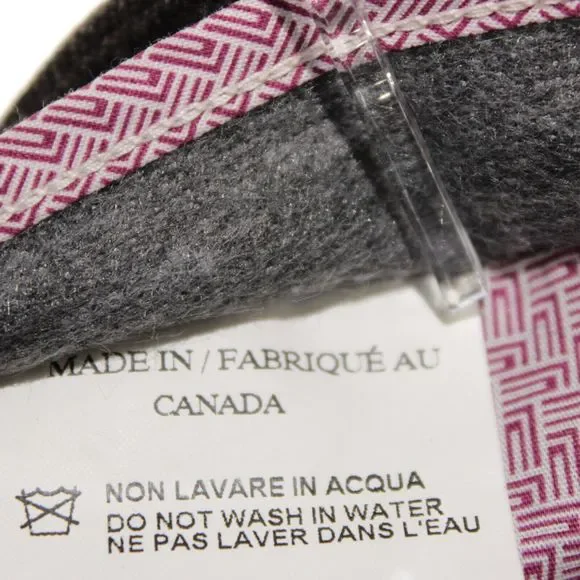 MADE IN / FABRIQUÉ AU
CANADA
NON LAVARE IN ACQUA
DO NOT WASH IN WATER
NE PAS LAVER DANS L'EAU